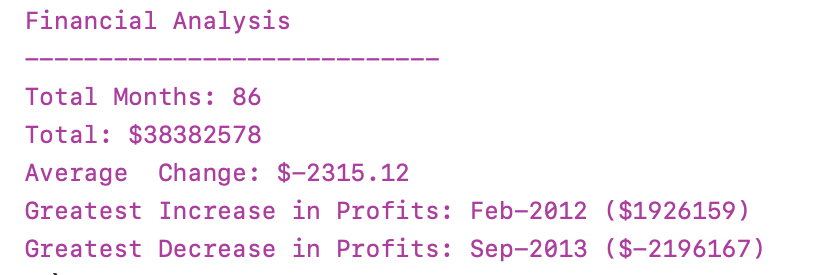 Financial Analysis
----------------------------
Total Months: 86
Total: $38382578
Average  Change: $-2315.12
Greatest Increase in Profits: Feb-2012 ($1926159)
Greatest Decrease in Profits: Sep-2013 ($-2196167)